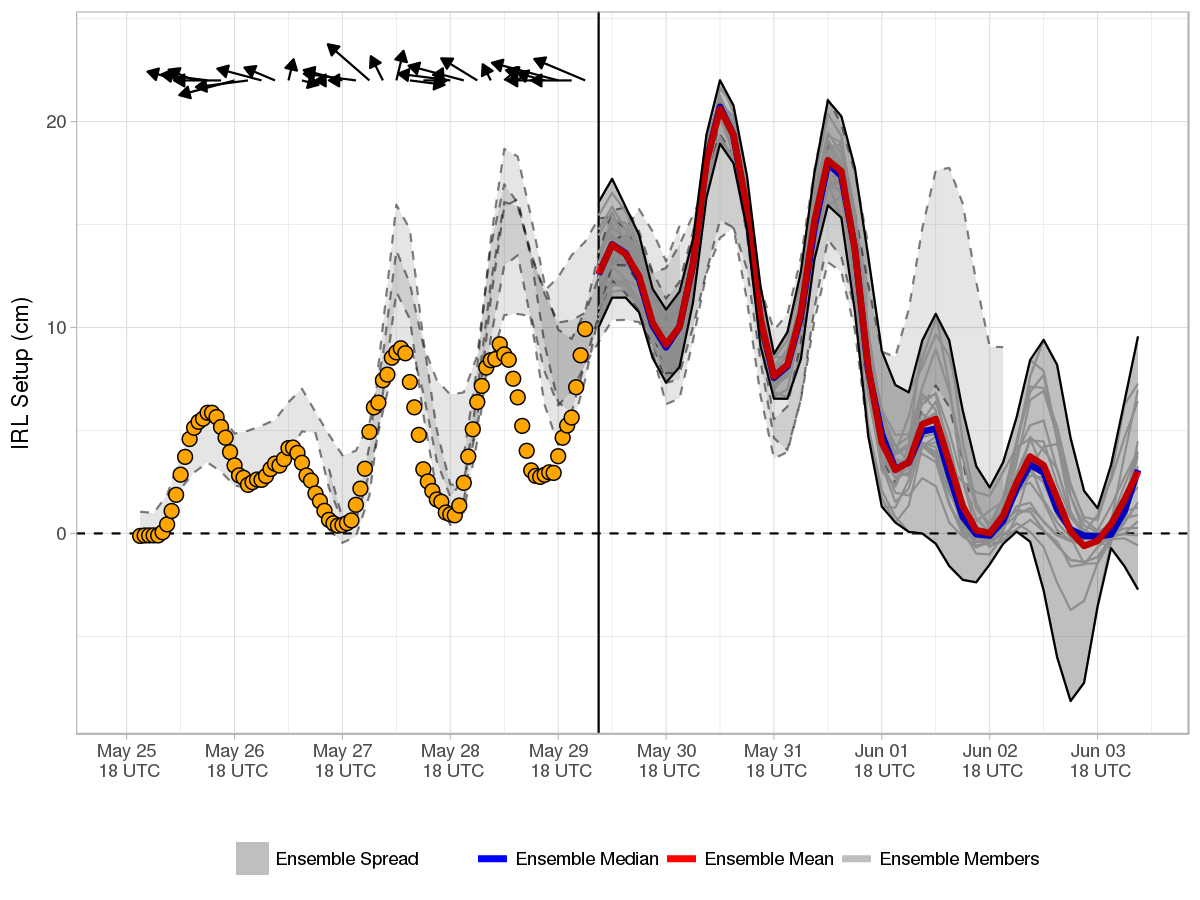 IRL Setup (cm)
20
10
0
May 25
18 UTC
May 26
18 UTC
May 27
18 UTC
May 28
18 UTC
May 29
18 UTC
May 30
18 UTC
May 31
18 UTC
Jun 01
18 UTC
Jun 02
18 UTC
Jun 03
18 UTC
Ensemble Spread
Ensemble Median
Ensemble Mean
Ensemble Members